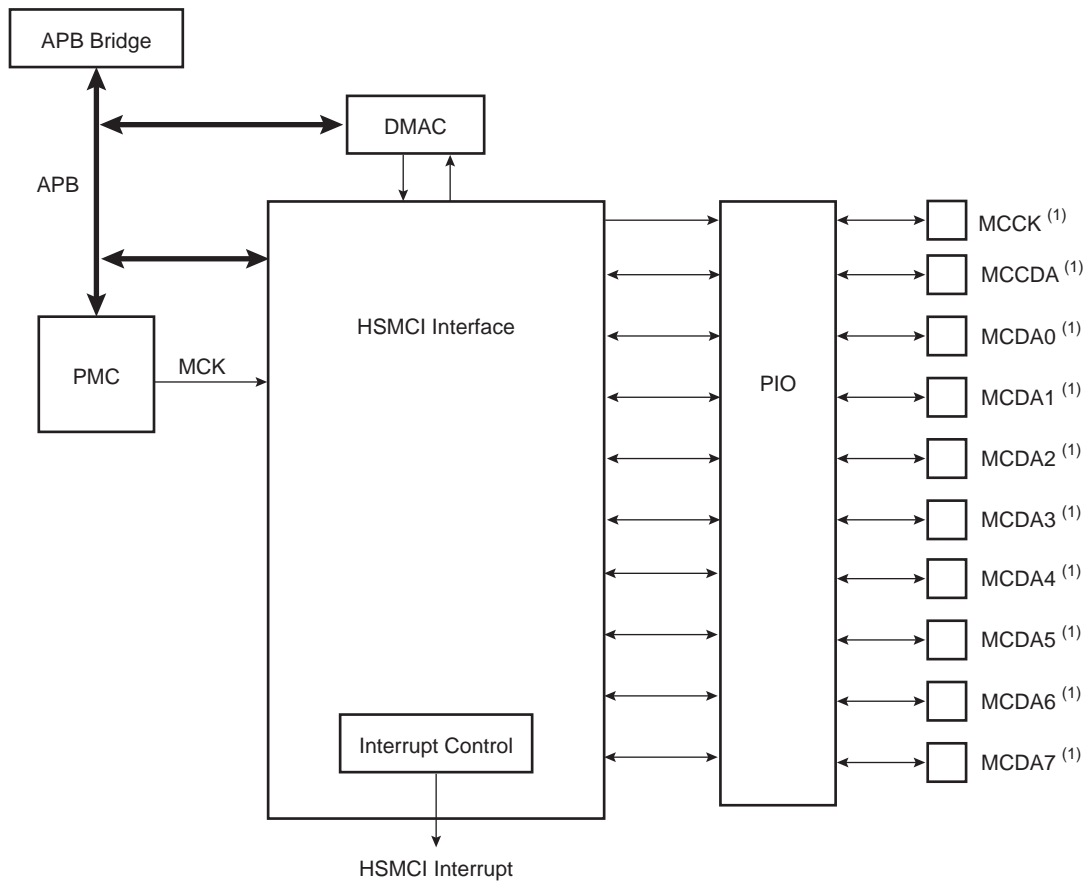 APB Bridge
DMAC
APB
MCCK (1)
MCCDA (1)
HSMCI Interface
MCDA0 (1)
MCK
PMC
PIO
MCDA1 (1)
MCDA2 (1)
MCDA3 (1)
MCDA4 (1)
MCDA5 (1)
MCDA6 (1)
Interrupt Control
MCDA7 (1)
HSMCI Interrupt